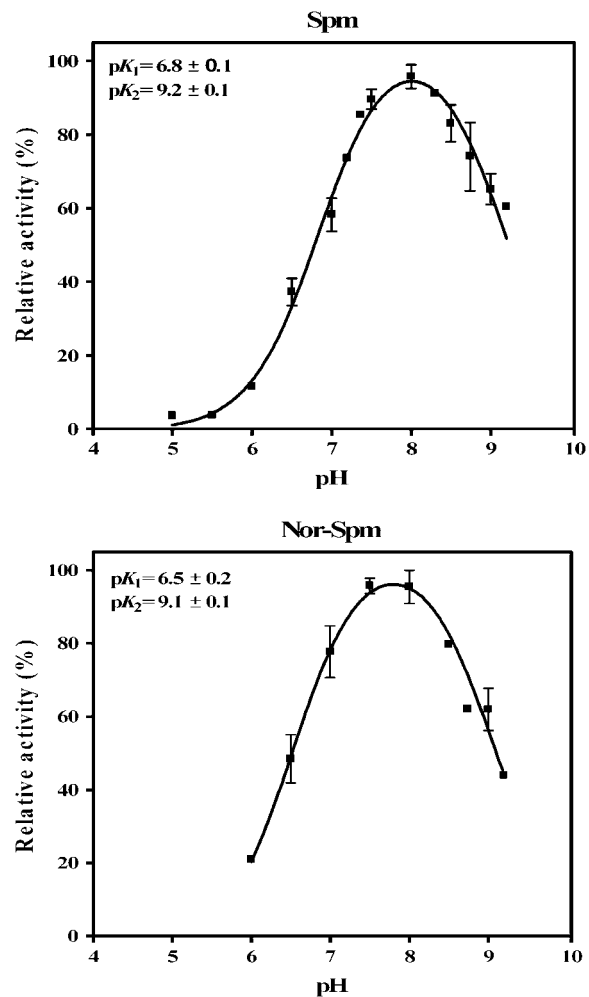 Spm
pK1=6.8 ± 0.1
pK2=9.2 ± 0.1
100
80
60
40
20
0
Relative activity (%)
4 5 6 7 8 9 10
pH
Nor-Spm
pK1=6.5 ± 0.2
pK2=9.1 ± 0.1
100
80
60
40
20
0
Relative activity (%)
4 5 6 7 8 9 10
pH